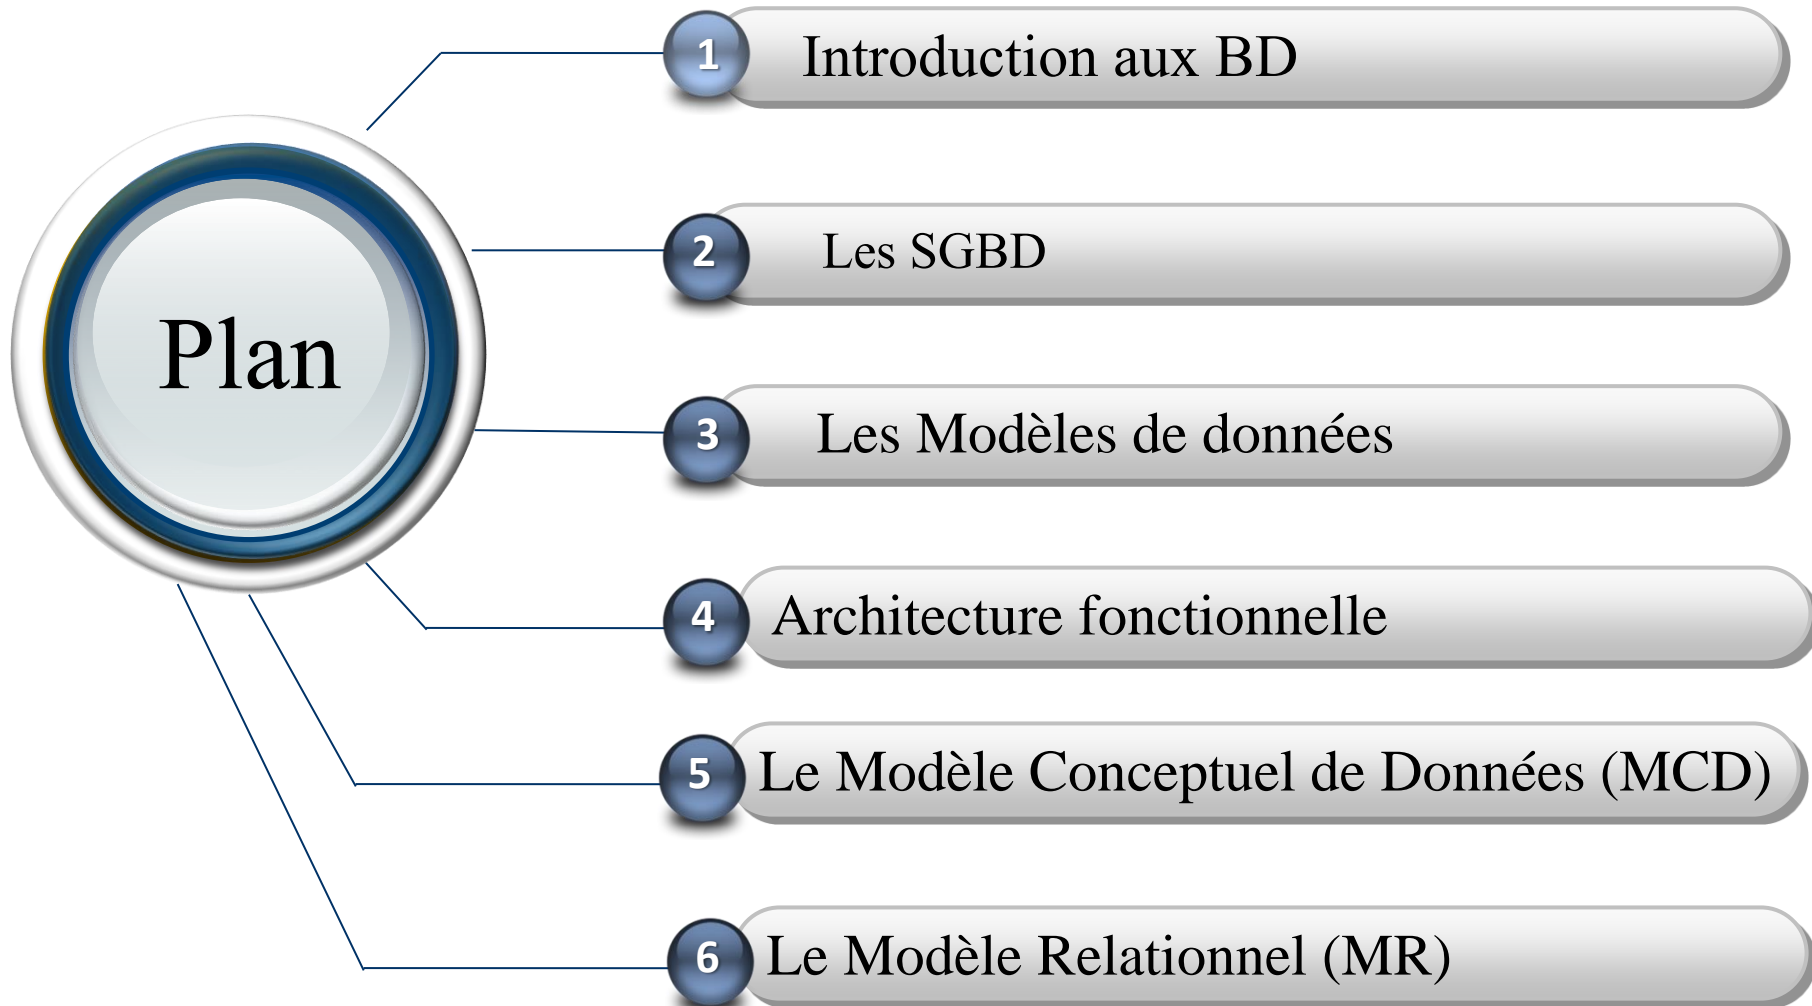 Plan
1 Introduction aux BD
2 Les SGBD
3 Les Modèles de données
4 Architecture fonctionnelle
5 Le Modèle Conceptuel de Données (MCD)
6 Le Modèle Relationnel (MR)